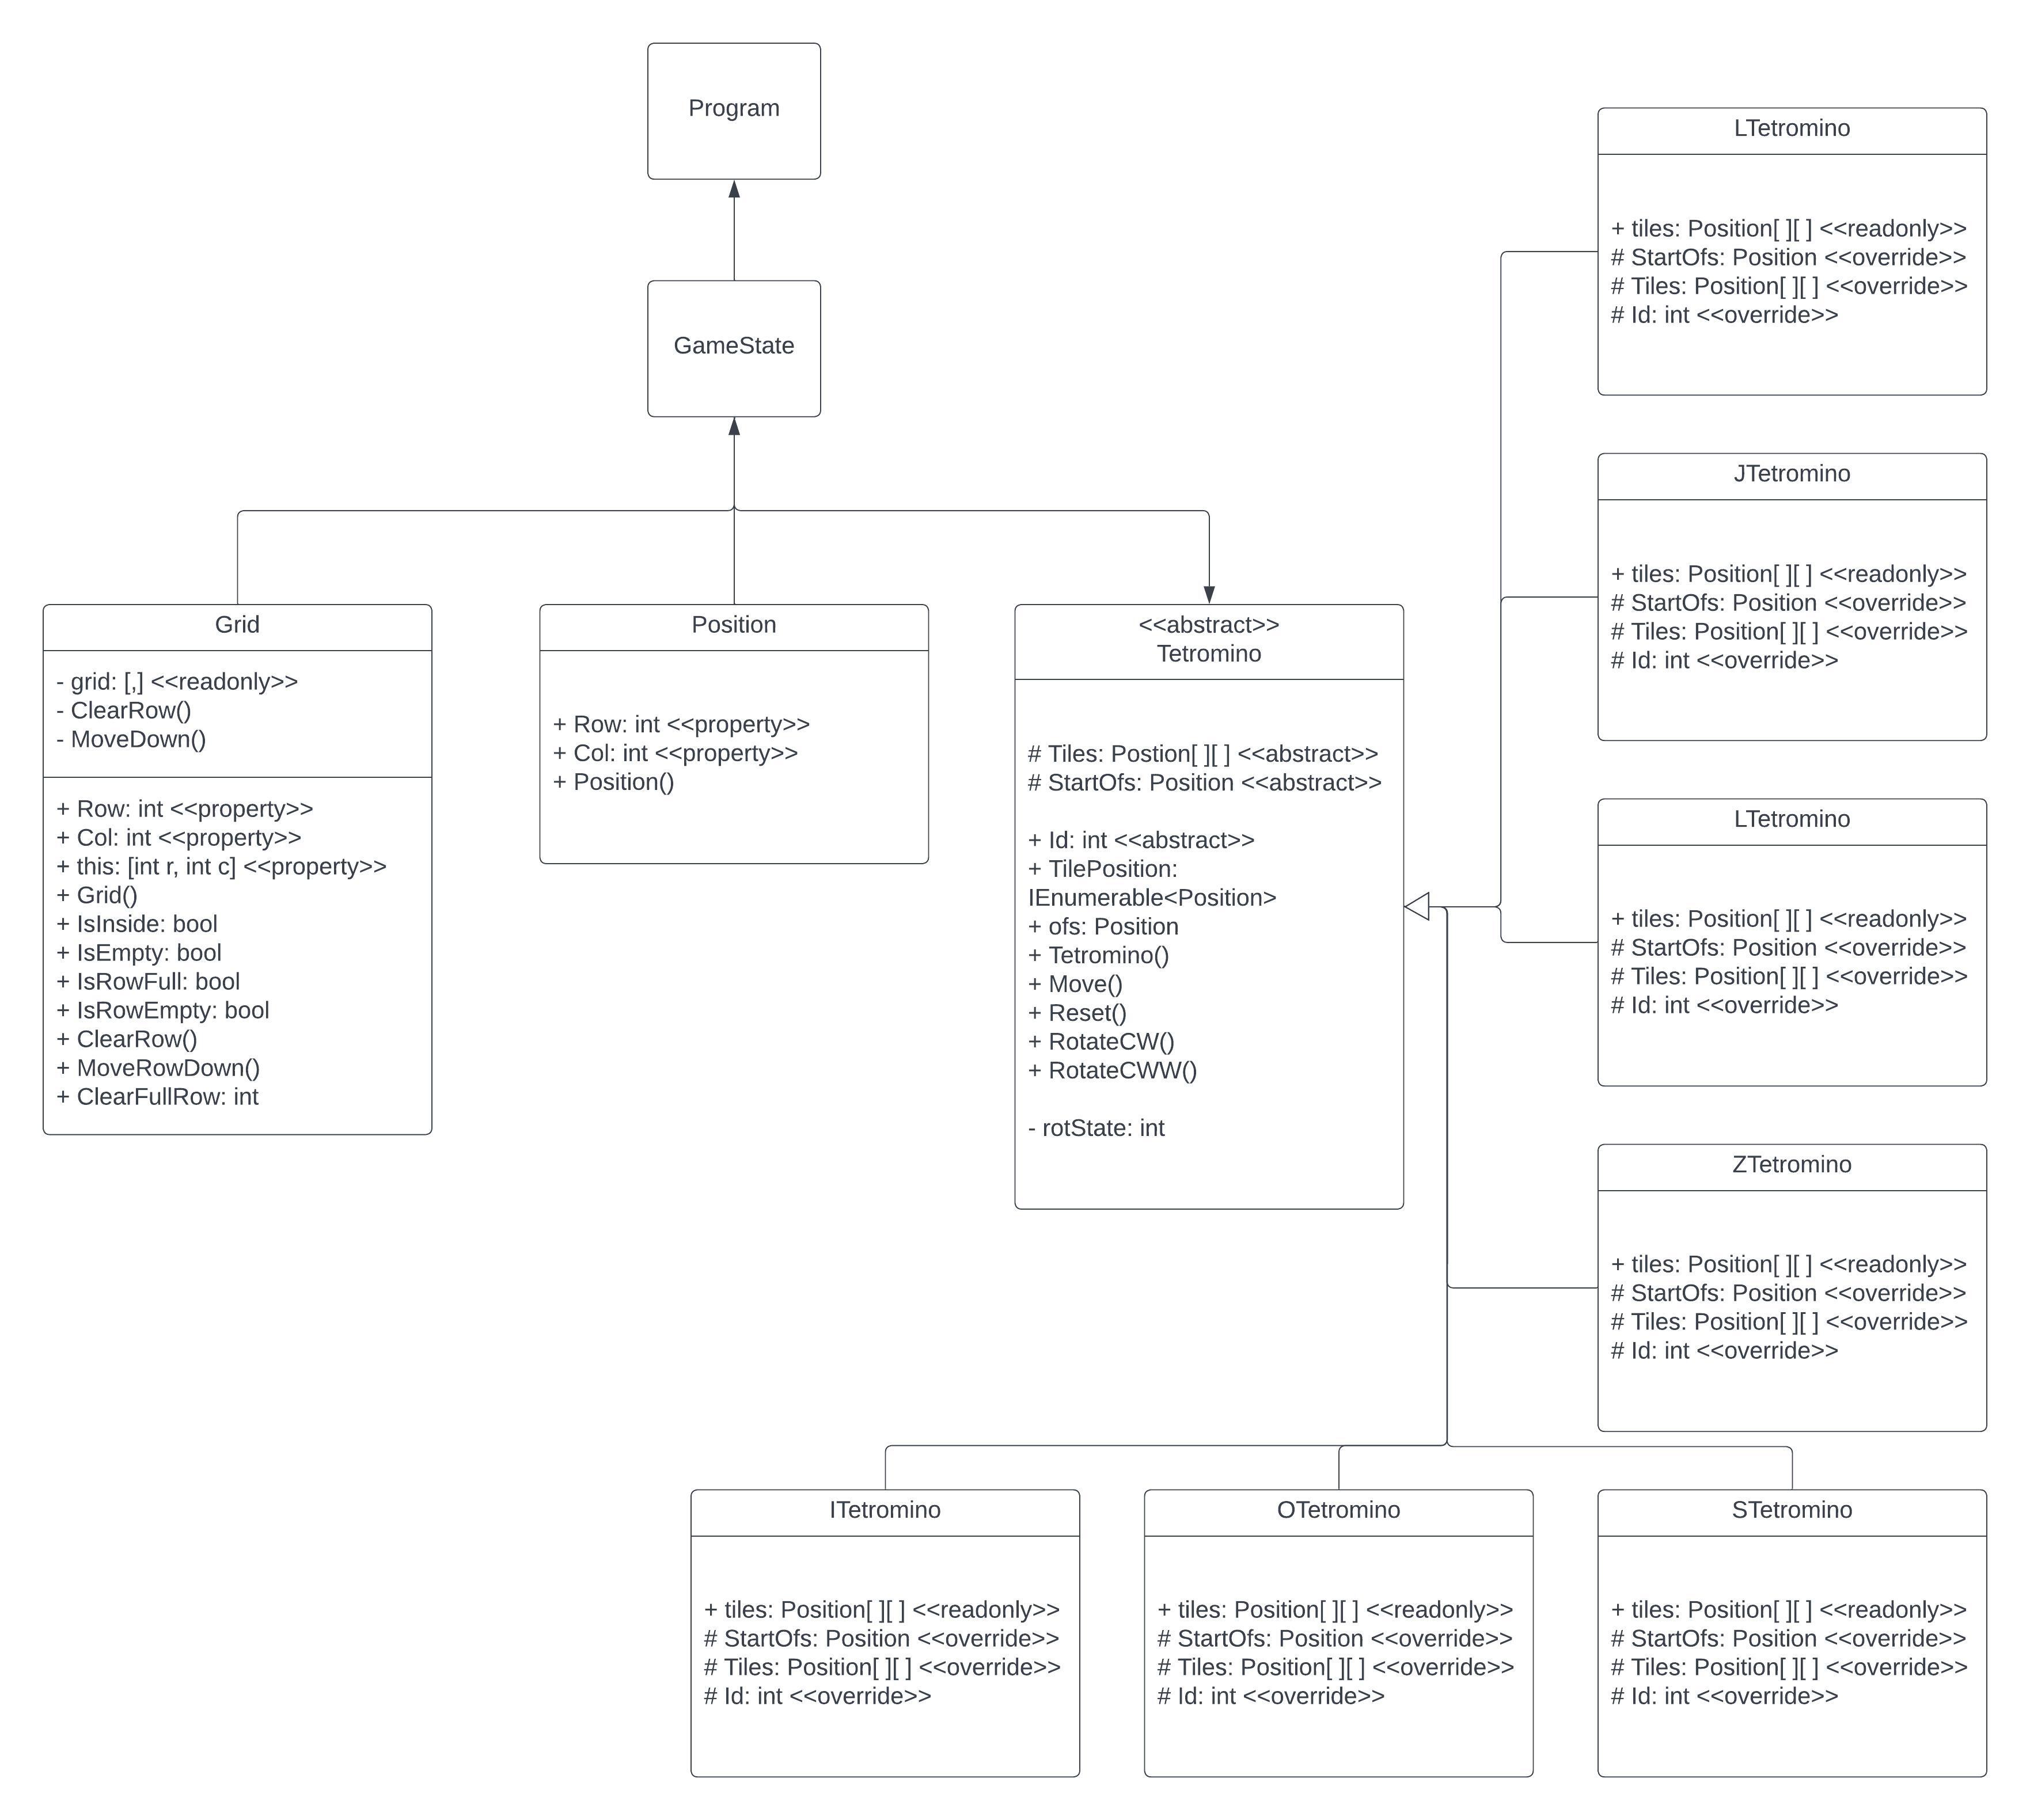 Program
GameState
Grid
- grid: [,] <<readonly>>
- ClearRow()
- MoveDown()
+ Row: int <<property>>
+ Col: int <<property>>
+ this: [int r, int c] <<property>>
+ Grid()
+ IsInside: bool
+ IsEmpty: bool
+ IsRowFull: bool
+ IsRowEmpty: bool
+ ClearRow()
+ MoveRowDown()
+ ClearFullRow: int
Position
+ Row: int <<property>>
+ Col: int <<property>>
+ Position()
<<abstract>>
Tetromino
# Tiles: Postion[ ][ ] <<abstract>>
# StartOfs: Position <<abstract>>
+ Id: int <<abstract>>
+ TilePosition:
IEnumerable<Position>
+ ofs: Position
+ Tetromino()
+ Move()
+ Reset()
+ RotateCW()
+ RotateCWW()
- rotState: int
LTetromino
+ tiles: Position[ ][ ] <<readonly>>
# StartOfs: Position <<override>>
# Tiles: Position[ ][ ] <<override>>
# Id: int <<override>>
JTetromino
+ tiles: Position[ ][ ] <<readonly>>
# StartOfs: Position <<override>>
# Tiles: Position[ ][ ] <<override>>
# Id: int <<override>>
LTetromino
+ tiles: Position[ ][ ] <<readonly>>
# StartOfs: Position <<override>>
# Tiles: Position[ ][ ] <<override>>
# Id: int <<override>>
ZTetromino
+ tiles: Position[ ][ ] <<readonly>>
# StartOfs: Position <<override>>
# Tiles: Position[ ][ ] <<override>>
# Id: int <<override>>
ITetromino
+ tiles: Position[ ][ ] <<readonly>>
# StartOfs: Position <<override>>
# Tiles: Position[ ][ ] <<override>>
# Id: int <<override>>
OTetromino
+ tiles: Position[ ][ ] <<readonly>>
# StartOfs: Position <<override>>
# Tiles: Position[ ][ ] <<override>>
# Id: int <<override>>
STetromino
+ tiles: Position[ ][ ] <<readonly>>
# StartOfs: Position <<override>>
# Tiles: Position[ ][ ] <<override>>
# Id: int <<override>>